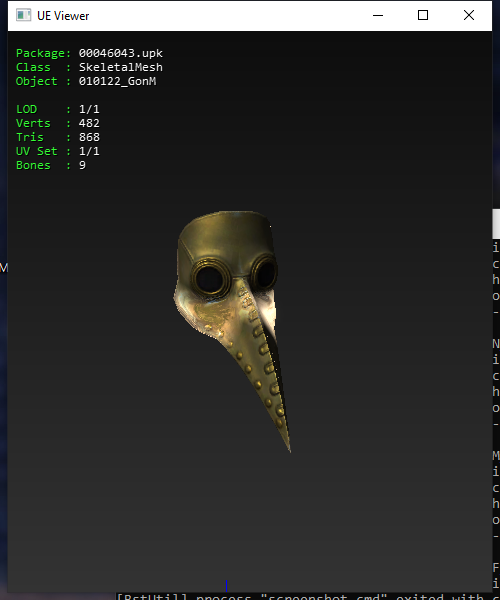 UE Viewer
Package: 00046043.upk
Class  : SkeletalMesh
Object : 010122_GonM
LOD    : 1/1
Verts  : 482
Tris   : 868
UV Set : 1/1
Bones  : 9
M
i
c
h
o
-
N
i
c
h
o
-
M
i
c
h
o
-
F
i
[BstUtil] process "screenshot.cmd" exited with c